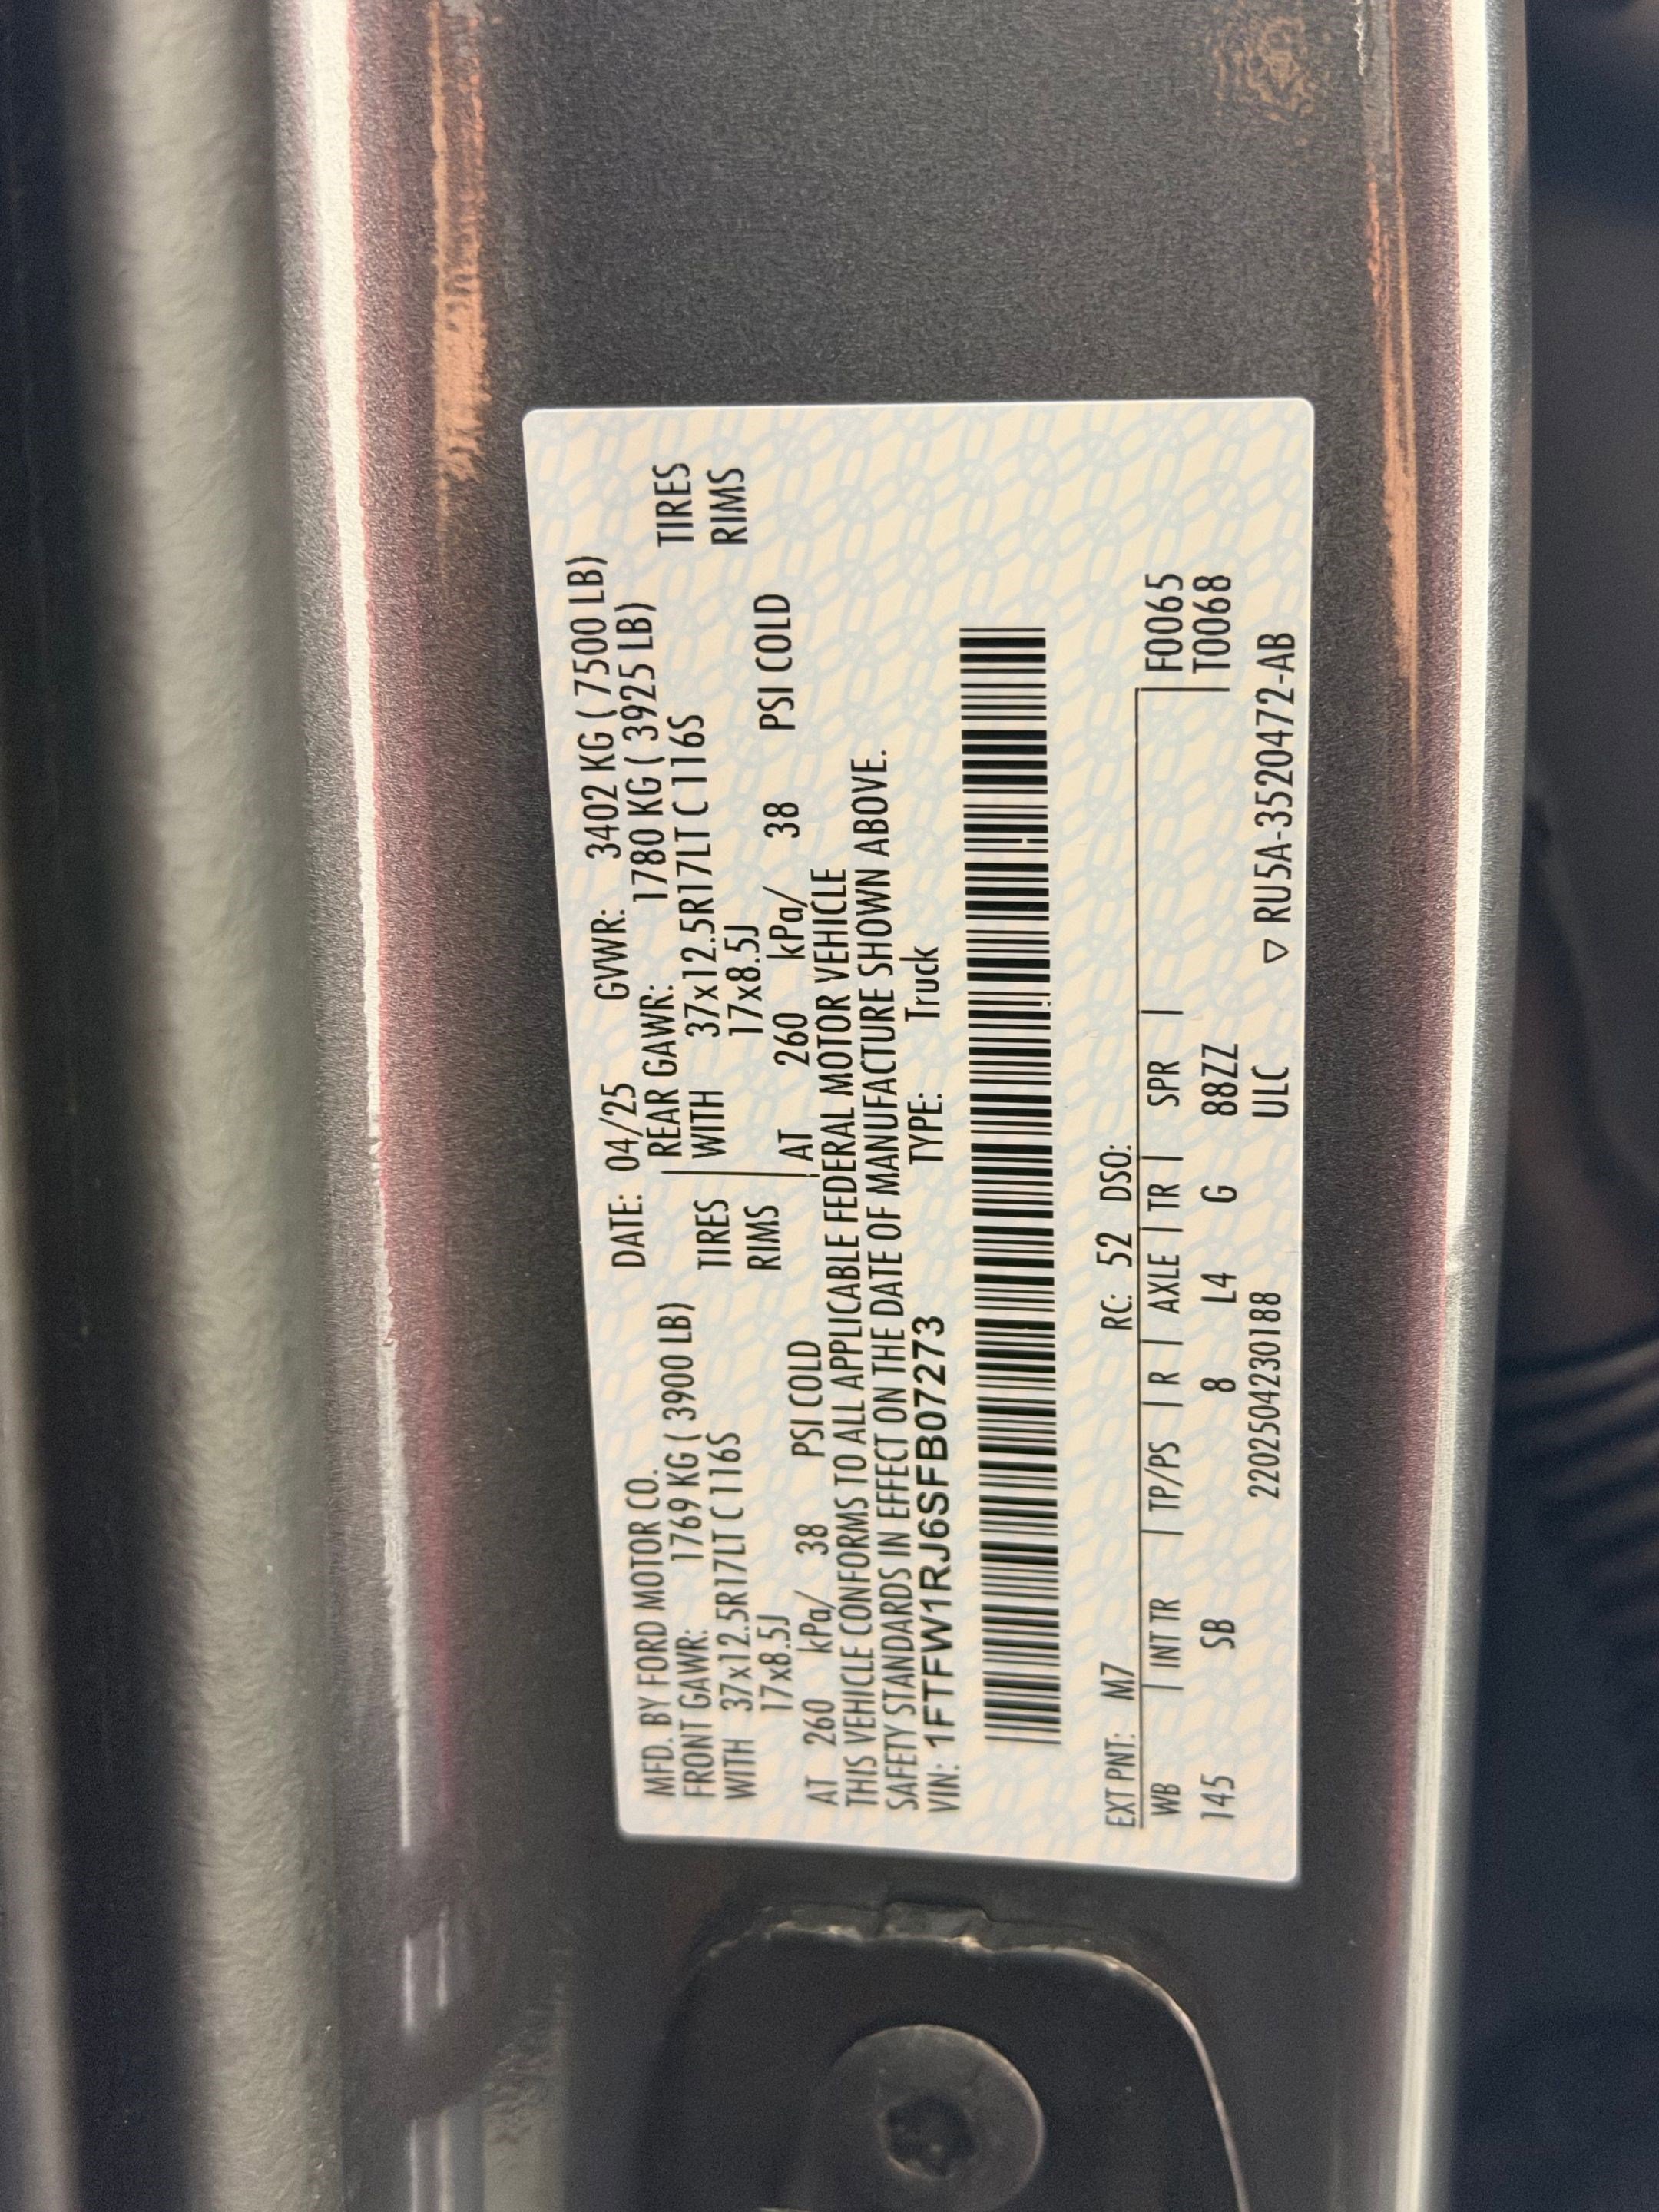 MFD. BY FORD MOTOR CO. DATE: 04/25 GVWR: 3402 KG ( 7500 LB)
FRONT GAWR: 1769 KG ( 3900 LB) REAR GAWR: 1780 KG ( 3925 LB)
WITH 37x12.5R17LT C 116S TIRES WITH 37x12.5R17LT C 116S TIRES
17x8.5J RIMS 17x8.5J RIMS
AT 260 kPa/ 38 PSI COLD AT 260 kPa/ 38 PSI COLD
THIS VEHICLE CONFORMS TO ALL APPLICABLE FEDERAL MOTOR VEHICLE
SAFETY STANDARDS IN EFFECT ON THE DATE OF MANUFACTURE SHOWN ABOVE.
VIN: 1FTFW1RJ6SFB07273 TYPE: Truck
EXT PNT: M7 RC: 52 DSO:
WB | INT TR | TP/PS | R | AXLE | TR | SPR | F0065
145 SB 8 L4 G 88ZZ T0068
2202504230188 ULC ▽ RU5A-3520472-AB